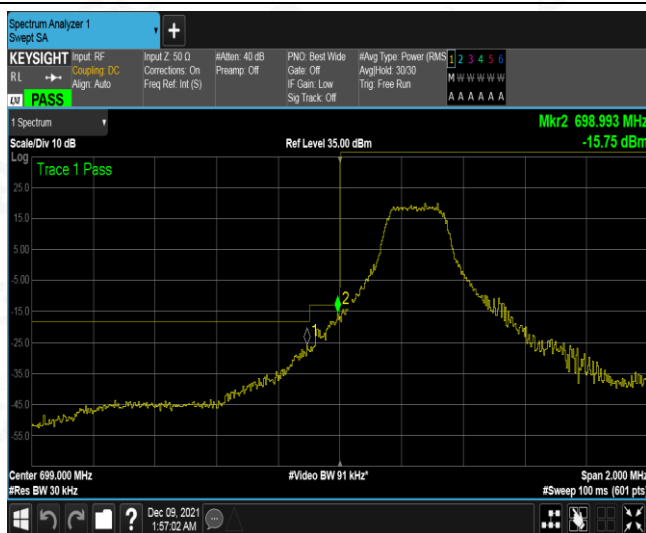 Spectrum Analyzer 1
Swept SA
+
KEYSIGHT Input: RF Input Z: 50 Ω #Atten: 40 dB PNO: Best Wide #Avg Type: Power (RMS 1 2 3 4 5 6
RL Coupling: DC Corrections: On Preamp: Off Gate: Off Avg|Hold: 30/30 M W W W W W
Align: Auto Freq Ref: Int (S) IF Gain: Low Trig: Free Run
LXI PASS Sig Track: Off A A A A A A
1 Spectrum Mkr2 698.993 MHz
Scale/Div 10 dB Ref Level 35.00 dBm -15.75 dBm
Log
Trace 1 Pass
25.0
15.0
5.00
-5.00
-15.0
2
1
-25.0
-35.0
-45.0
-55.0
Center 699.000 MHz #Video BW 91 kHz* Span 2.000 MHz
#Res BW 30 kHz #Sweep 100 ms (601 pts)
? Dec 09, 2021
1:57:02 AM